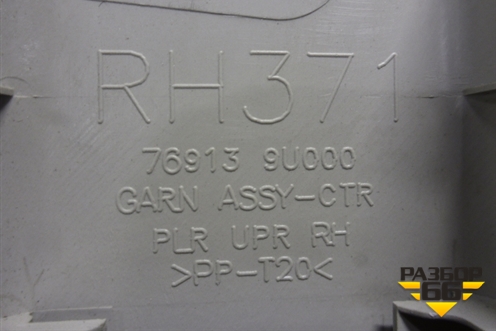 RH371
76913 9U000
GARN ASSY-CTR
PLR UPR RH
>PP-T20<
РАЗБОР
66